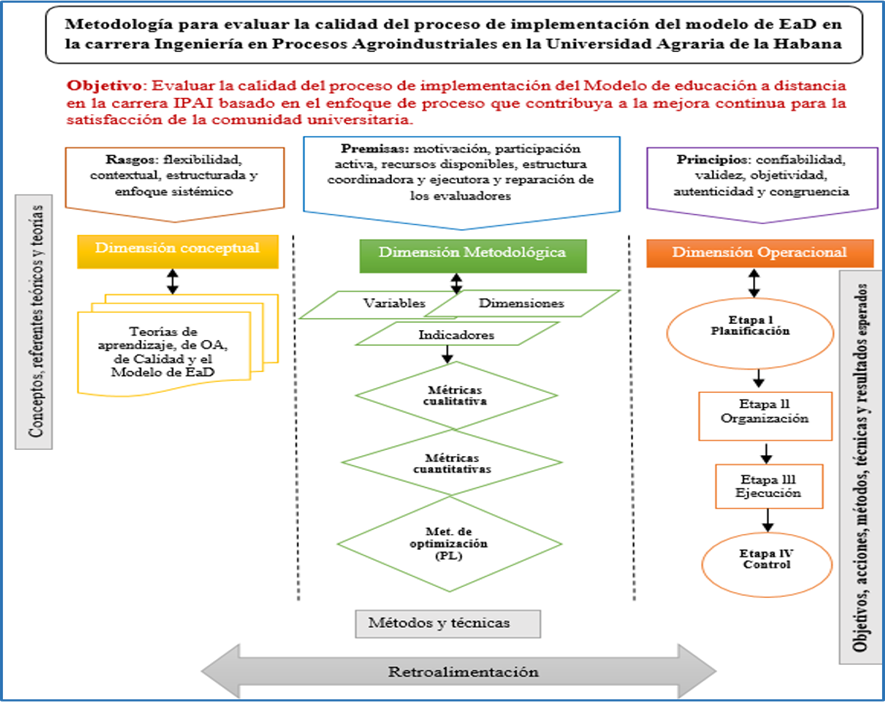 Metodología para evaluar la calidad del proceso de implementación del modelo de EaD en
la carrera Ingeniería en Procesos Agroindustriales en la Universidad Agraria de la Habana
Objetivo: Evaluar la calidad del proceso de implementación del Modelo de educación a distancia
en la carrera IPAI basado en el enfoque de proceso que contribuya a la mejora continua para la
satisfacción de la comunidad universitaria.
Rasgos: flexibilidad,
contextual, estructurada y
enfoque sistémico
Premisas: motivación, participación
activa, recursos disponibles, estructura
coordinadora y ejecutora y reparación de
los evaluadores
Principios: confiabilidad,
validez, objetividad,
autenticidad y congruencia
Conceptos, referentes teóricos y teorías
Dimensión conceptual
Teorías de
aprendizaje, de OA,
de Calidad y el
Modelo de EaD
Dimensión Metodológica
Variables
Dimensiones
Indicadores
Métricas
cualitativa
Métricas
cuantitativas
Met. de
optimización
(PL)
Dimensión Operacional
Etapa I
Planificación
Etapa II
Organización
Etapa III
Ejecución
Etapa IV
Control
Objetivos, acciones, métodos, técnicas y resultados esperados
Métodos y técnicas
Retroalimentación